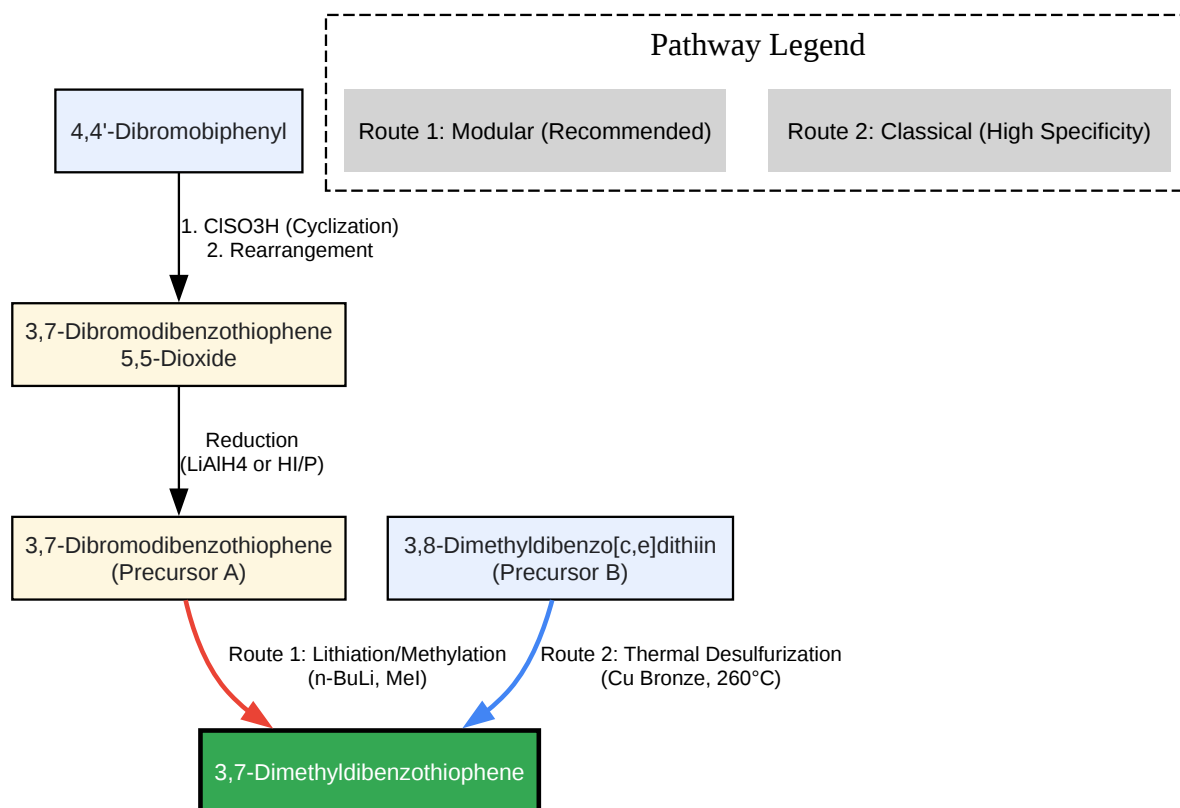 Pathway Legend
4,4'-Dibromobiphenyl
Route 1: Modular (Recommended)
Route 2: Classical (High Specificity)
1. ClSO3H (Cyclization)
2. Rearrangement
3,7-Dibromodibenzothiophene
5,5-Dioxide
Reduction
(LiAlH4 or HI/P)
3,7-Dibromodibenzothiophene
(Precursor A)
3,8-Dimethyldibenzo[c,e]dithiin
(Precursor B)
Route 1: Lithiation/Methylation
(n-BuLi, MeI)
Route 2: Thermal Desulfurization
(Cu Bronze, 260°C)
3,7-Dimethyldibenzothiophene